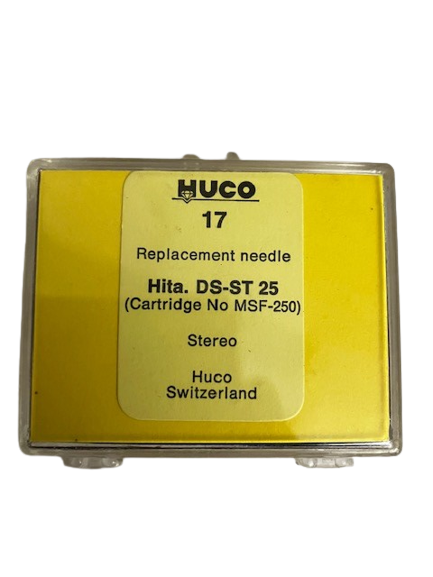 HUCO
17
Replacement needle
Hita. DS-ST 25
(Cartridge No MSF-250)
Stereo
Huco
Switzerland